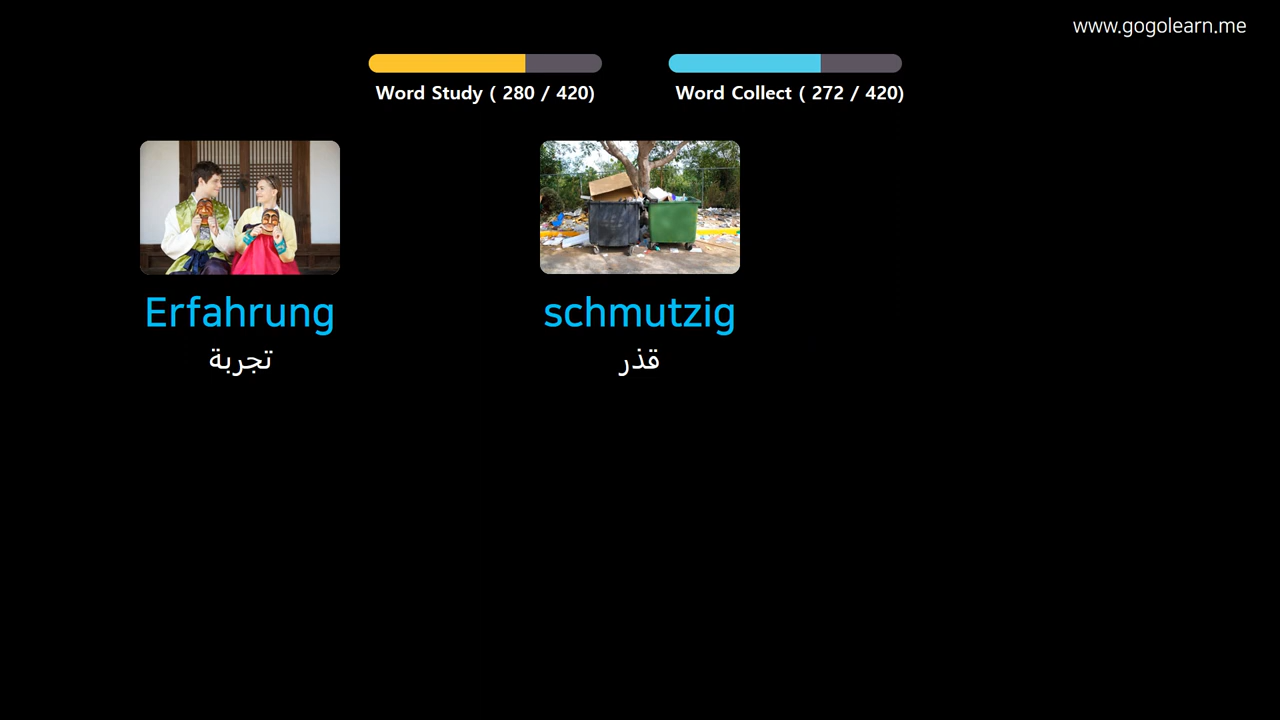 www.gogolearn.me
Word Study ( 280 / 420)
Word Collect ( 272 / 420)
Erfahrung
تجربة
schmutzig
قذر